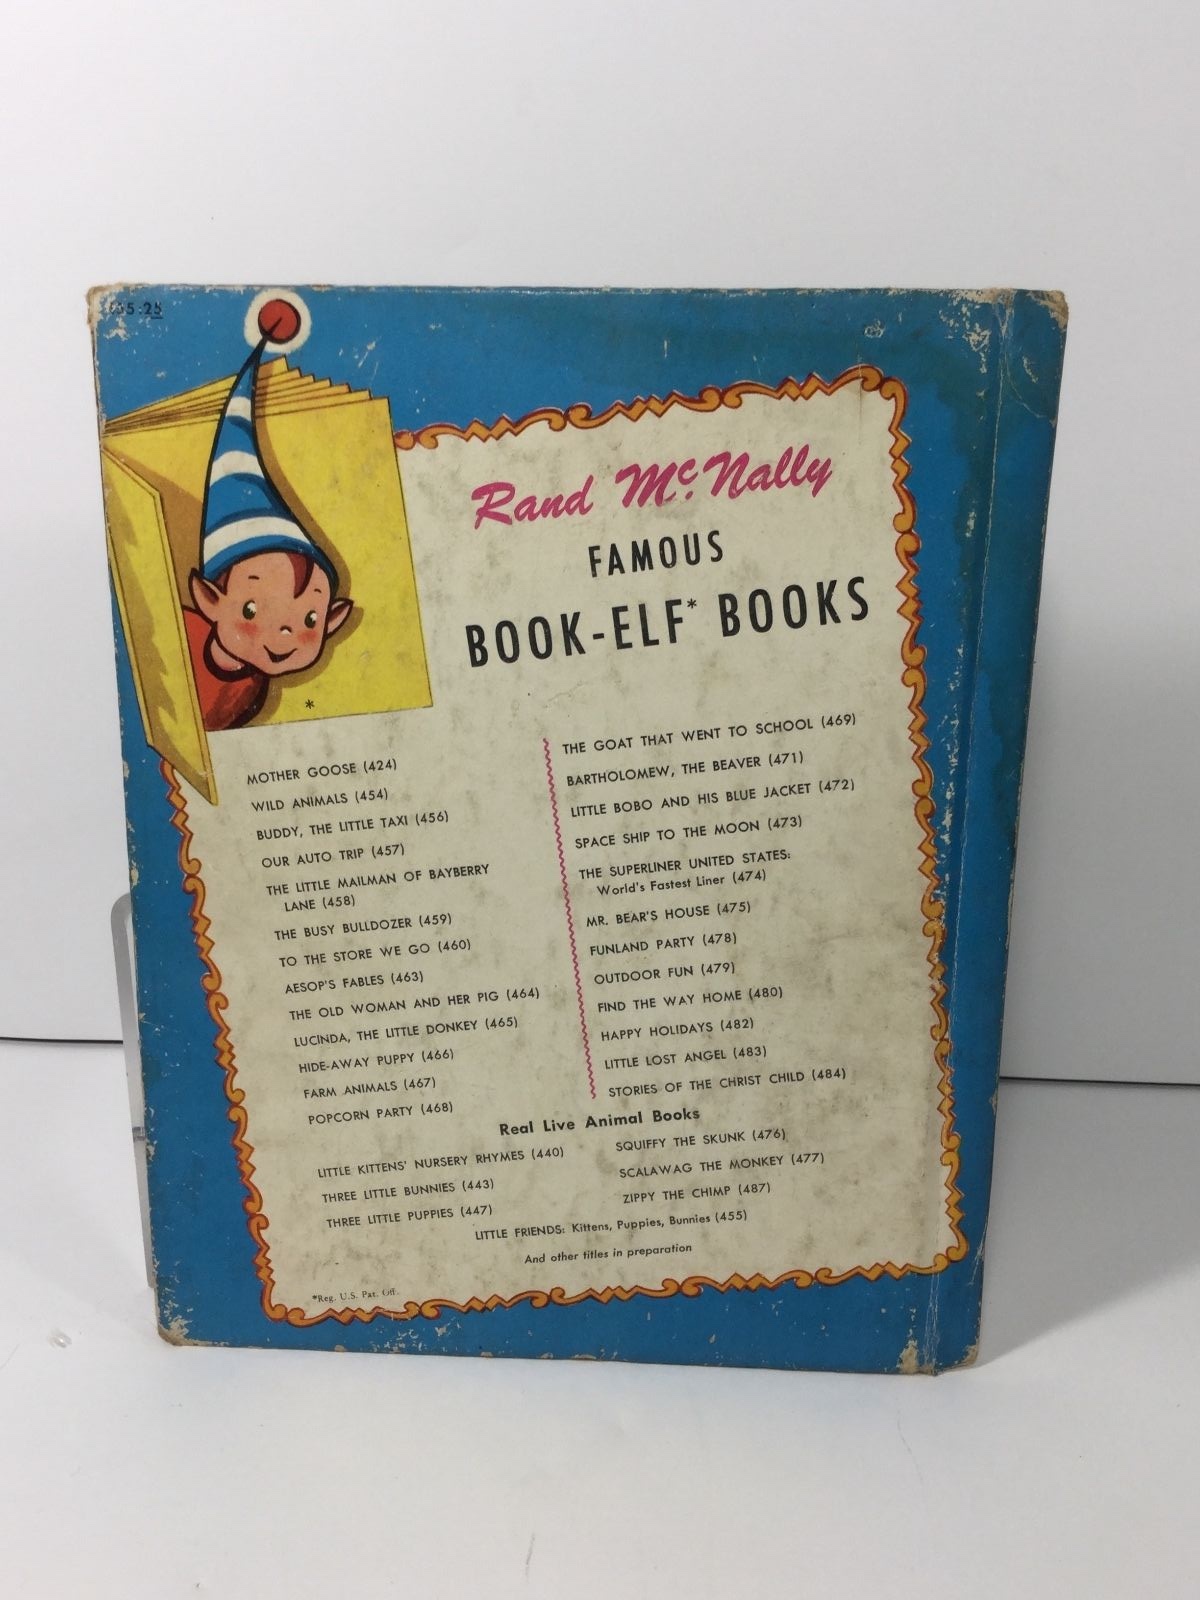 Rand McNally
FAMOUS
BOOK-ELF* BOOKS
*
MOTHER GOOSE (424)
WILD ANIMALS (454)
BUDDY, THE LITTLE TAXI (456)
OUR AUTO TRIP (457)
THE LITTLE MAILMAN OF BAYBERRY
LANE (458)
THE BUSY BULLDOZER (459)
TO THE STORE WE GO (460)
AESOP'S FABLES (463)
THE OLD WOMAN AND HER PIG (464)
LUCINDA, THE LITTLE DONKEY (465)
HIDE-AWAY PUPPY (466)
FARM ANIMALS (467)
POPCORN PARTY (468)
THE GOAT THAT WENT TO SCHOOL (469)
BARTHOLOMEW, THE BEAVER (471)
LITTLE BOBO AND HIS BLUE JACKET (472)
SPACE SHIP TO THE MOON (473)
THE SUPERLINER UNITED STATES:
World's Fastest Liner (474)
MR. BEAR'S HOUSE (475)
FUNLAND PARTY (478)
OUTDOOR FUN (479)
FIND THE WAY HOME (480)
HAPPY HOLIDAYS (482)
LITTLE LOST ANGEL (483)
STORIES OF THE CHRIST CHILD (484)
Real Live Animal Books
LITTLE KITTENS' NURSERY RHYMES (440)
THREE LITTLE BUNNIES (443)
THREE LITTLE PUPPIES (447)
SQUIFFY THE SKUNK (476)
SCALAWAG THE MONKEY (477)
ZIPPY THE CHIMP (487)
LITTLE FRIENDS: Kittens, Puppies, Bunnies (455)
And other titles in preparation
*Reg. U.S. Pat. Off.